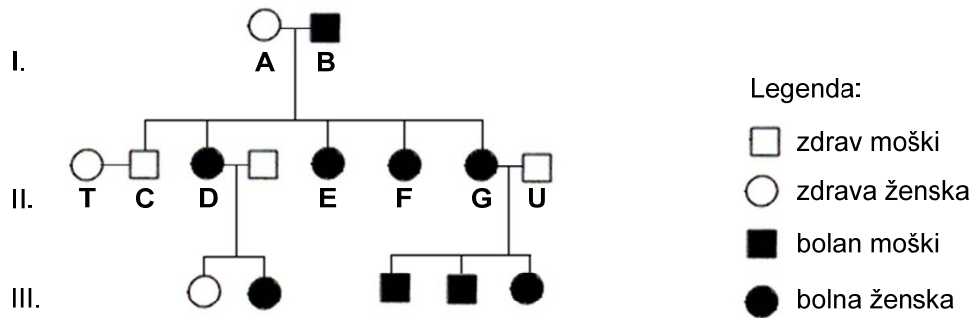 I.
A B
T C D E F G U
II.
III.
Legenda:
zdrav moški
zdrava ženska
bolan moški
bolna ženska